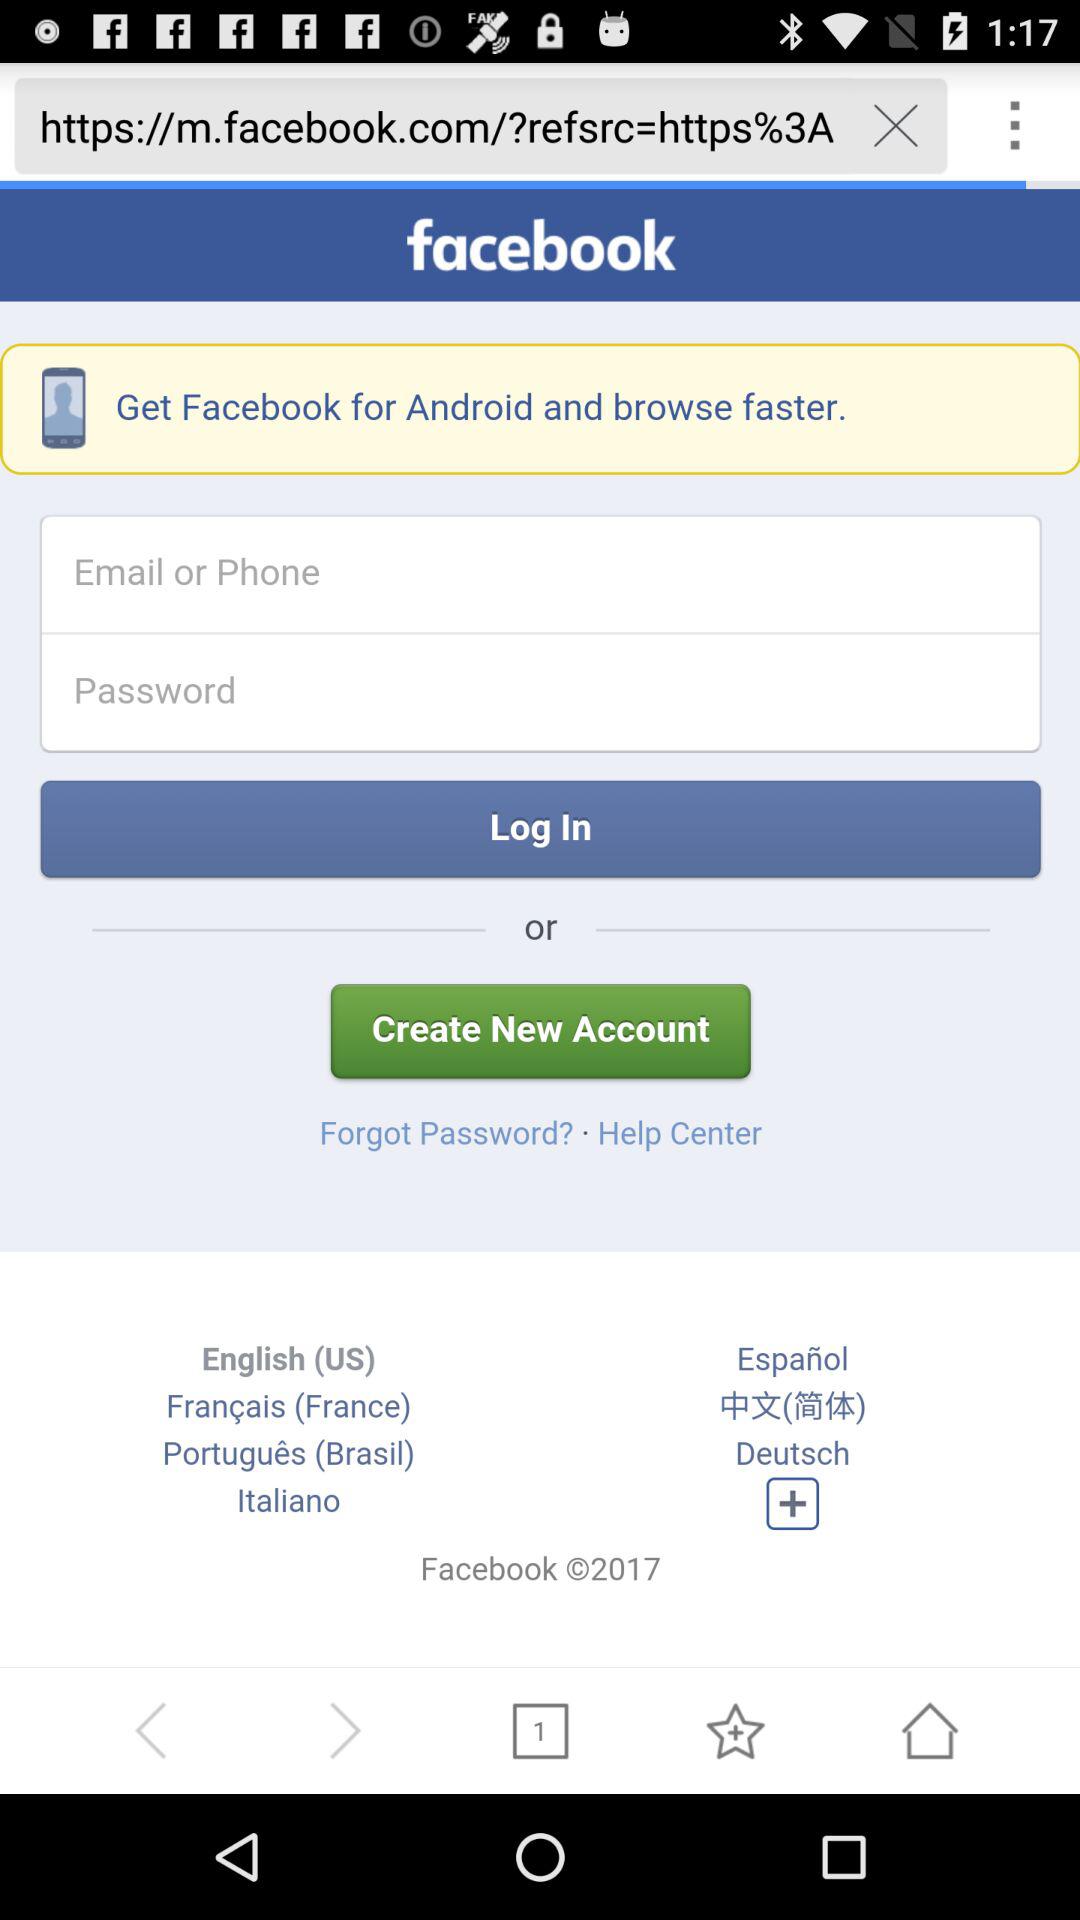 FAKE 1:17
https://m.facebook.com/?refsrc=https%3A
facebook
Get Facebook for Android and browse faster.
Email or Phone
Password
Log In
or
Create New Account
Forgot Password? · Help Center
English (US) Español
Français (France) 中文(简体)
Português (Brasil) Deutsch
Italiano
Facebook ©2017
1